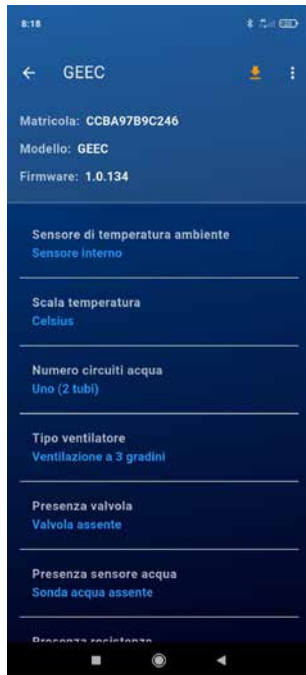 8:18
GEEC
Matricola: CCBA97B9C246
Modello: GEEC
Firmware: 1.0.134
Sensore di temperatura ambiente
Sensore interno
Scala temperatura
Celsius
Numero circuiti acqua
Uno (2 tubi)
Tipo ventilatore
Ventilazione a 3 gradini
Presenza valvola
Valvola assente
Presenza sensore acqua
Sonda acqua assente
Presenza resistenze